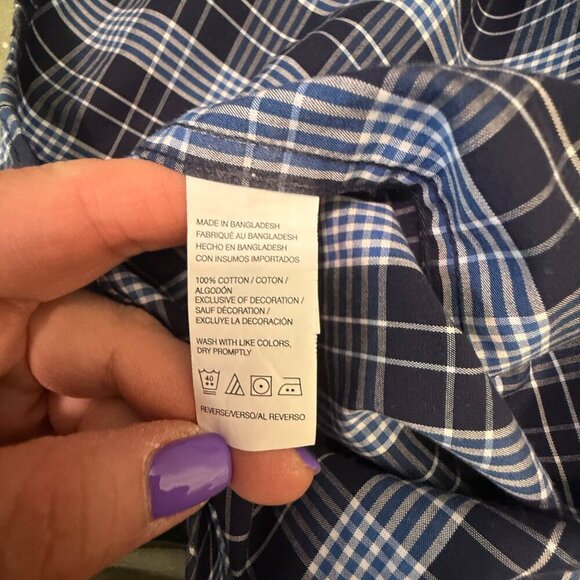 MADE IN BANGLADESH
FABRIQUÉ AU BANGLADESH
HECHO EN BANGLADESH
CON INSUMOS IMPORTADOS
100% COTTON / COTON /
ALGODÓN
EXCLUSIVE OF DECORATION /
SAUF DÉCORATION /
EXCLUYE LA DECORACIÓN
WASH WITH LIKE COLORS,
DRY PROMPTLY
40
REVERSE/VERSO/AL REVERSO